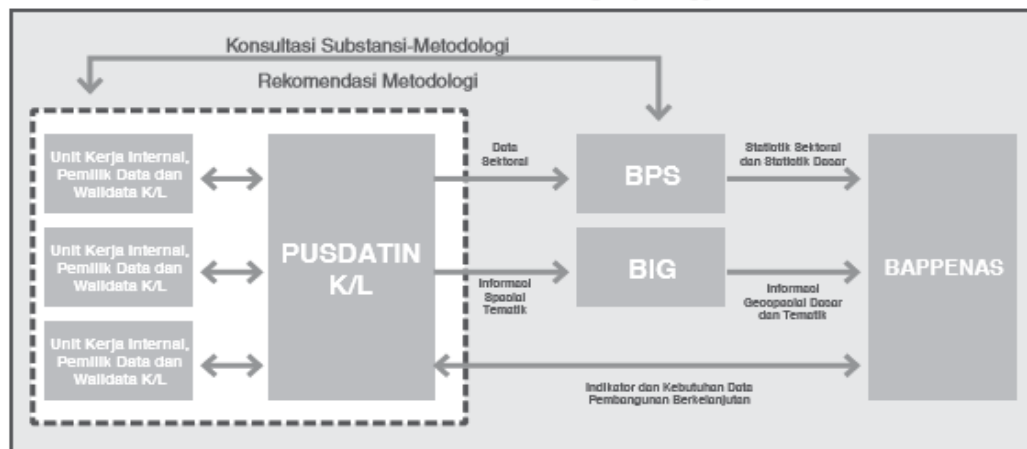 Konsultasi Substansi-Metodologi
Rekomendasi Metodologi
Unit Kerja Internal,
Pemilik Data dan
Walidata K/L
Unit Kerja Internal,
Pemilik Data dan
Walidata K/L
Unit Kerja Internal,
Pemilik Data dan
Walidata K/L
PUSDATIN
K/L
Data
Sektoral
Informasi
Spasial
Tematik
BPS
BIG
Statistik Sektoral
dan Statistik Dasar
Informasi
Geospasial Dasar
dan Tematik
Indikator dan Kebutuhan Data
Pembangunan Berkelanjutan
BAPPENAS